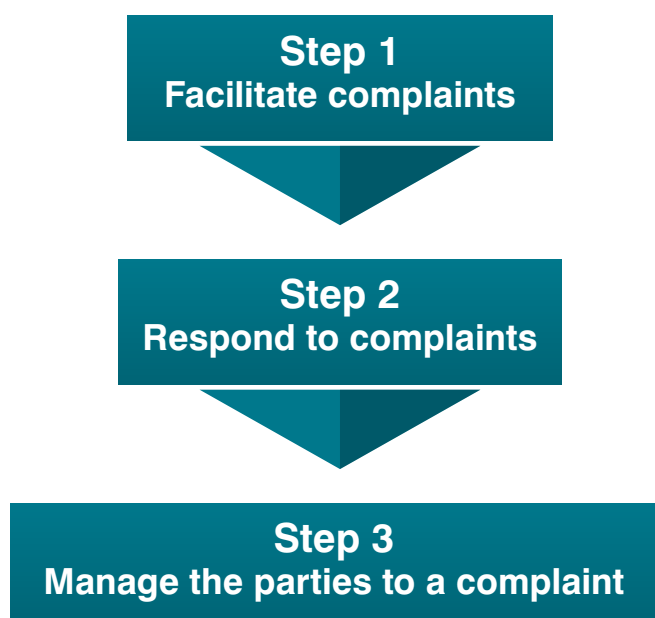 Step 1
Facilitate complaints
Step 2
Respond to complaints
Step 3
Manage the parties to a complaint